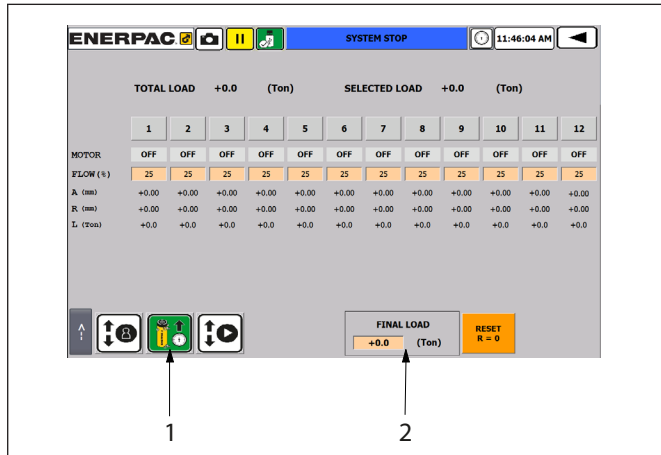 ENERPAC. SYSTEM STOP 11:46:04 AM
TOTAL LOAD +0.0 (Ton) SELECTED LOAD +0.0 (Ton)
1 2 3 4 5 6 7 8 9 10 11 12
MOTOR OFF OFF OFF OFF OFF OFF OFF OFF OFF OFF OFF OFF
FLOW(%) 25 25 25 25 25 25 25 25 25 25 25 25
A (mm) +0.00 +0.00 +0.00 +0.00 +0.00 +0.00 +0.00 +0.00 +0.00 +0.00 +0.00 +0.00
R (mm) +0.00 +0.00 +0.00 +0.00 +0.00 +0.00 +0.00 +0.00 +0.00 +0.00 +0.00 +0.00
L (Ton) +0.0 +0.0 +0.0 +0.0 +0.0 +0.0 +0.0 +0.0 +0.0 +0.0 +0.0 +0.0
FINAL LOAD
+0.0 (Ton)
RESET
R = 0
1 2